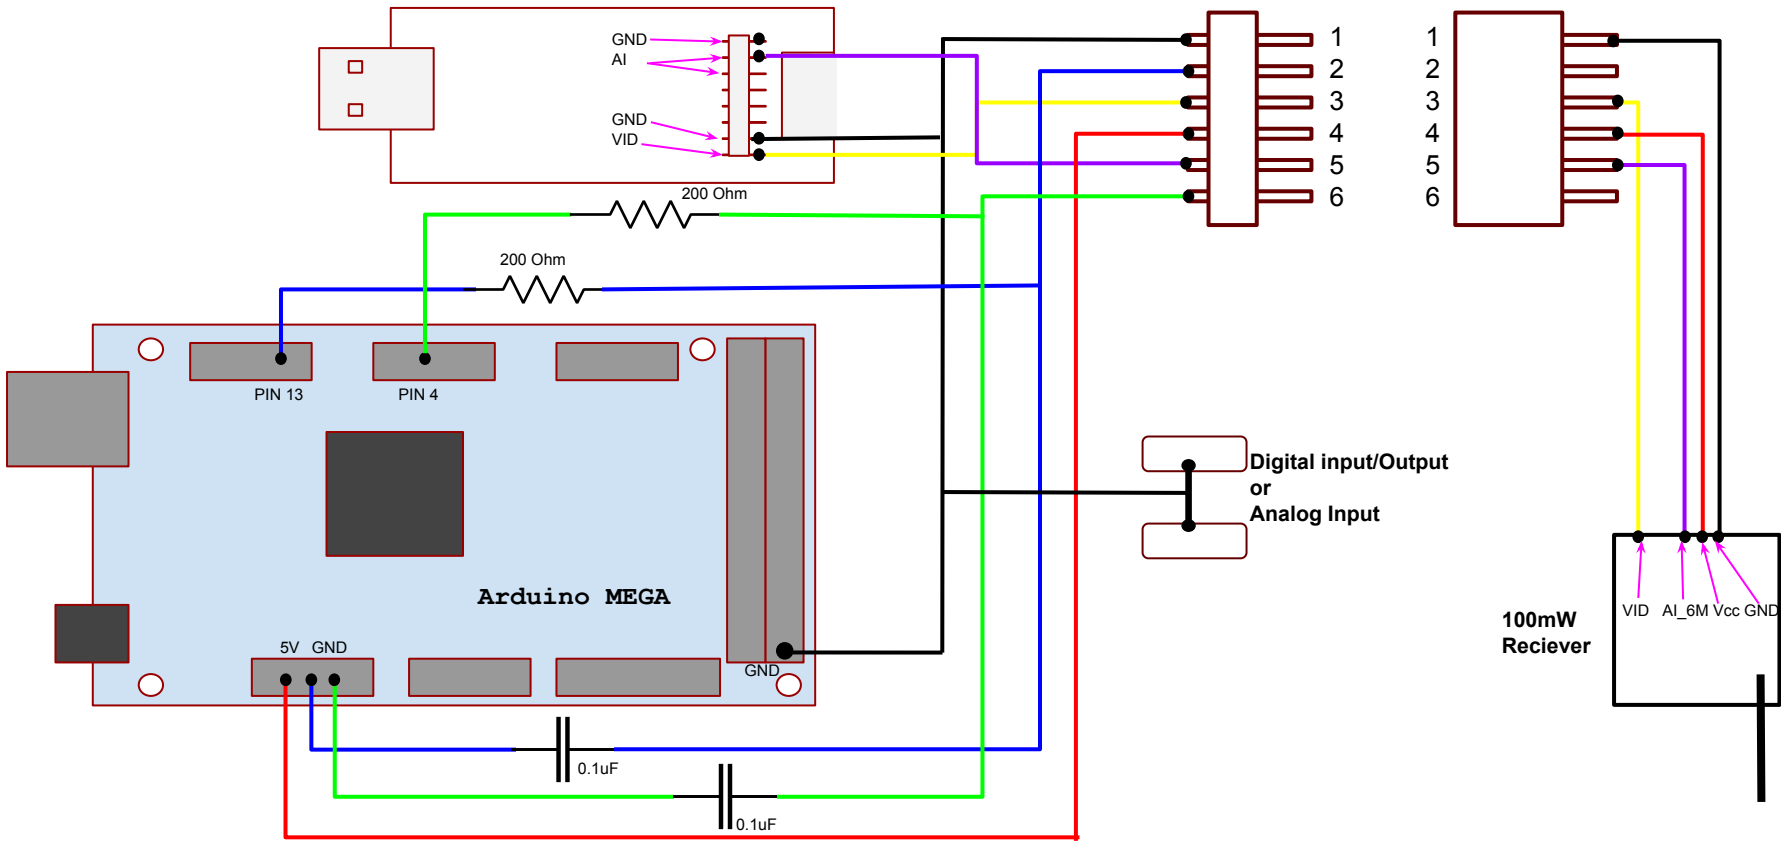 GND
AI
GND
VID
1
2
3
4
5
6
1
2
3
4
5
6
200 Ohm
200 Ohm
PIN 13
PIN 4
Arduino MEGA
5V GND
GND
0.1uF
0.1uF
Digital input/Output
or
Analog Input
VID AI_6M Vcc GND
100mW
Reciever